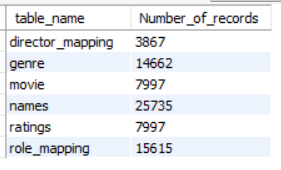 table_name Number_of_records
director_mapping 3867
genre 14662
movie 7997
names 25735
ratings 7997
role_mapping 15615